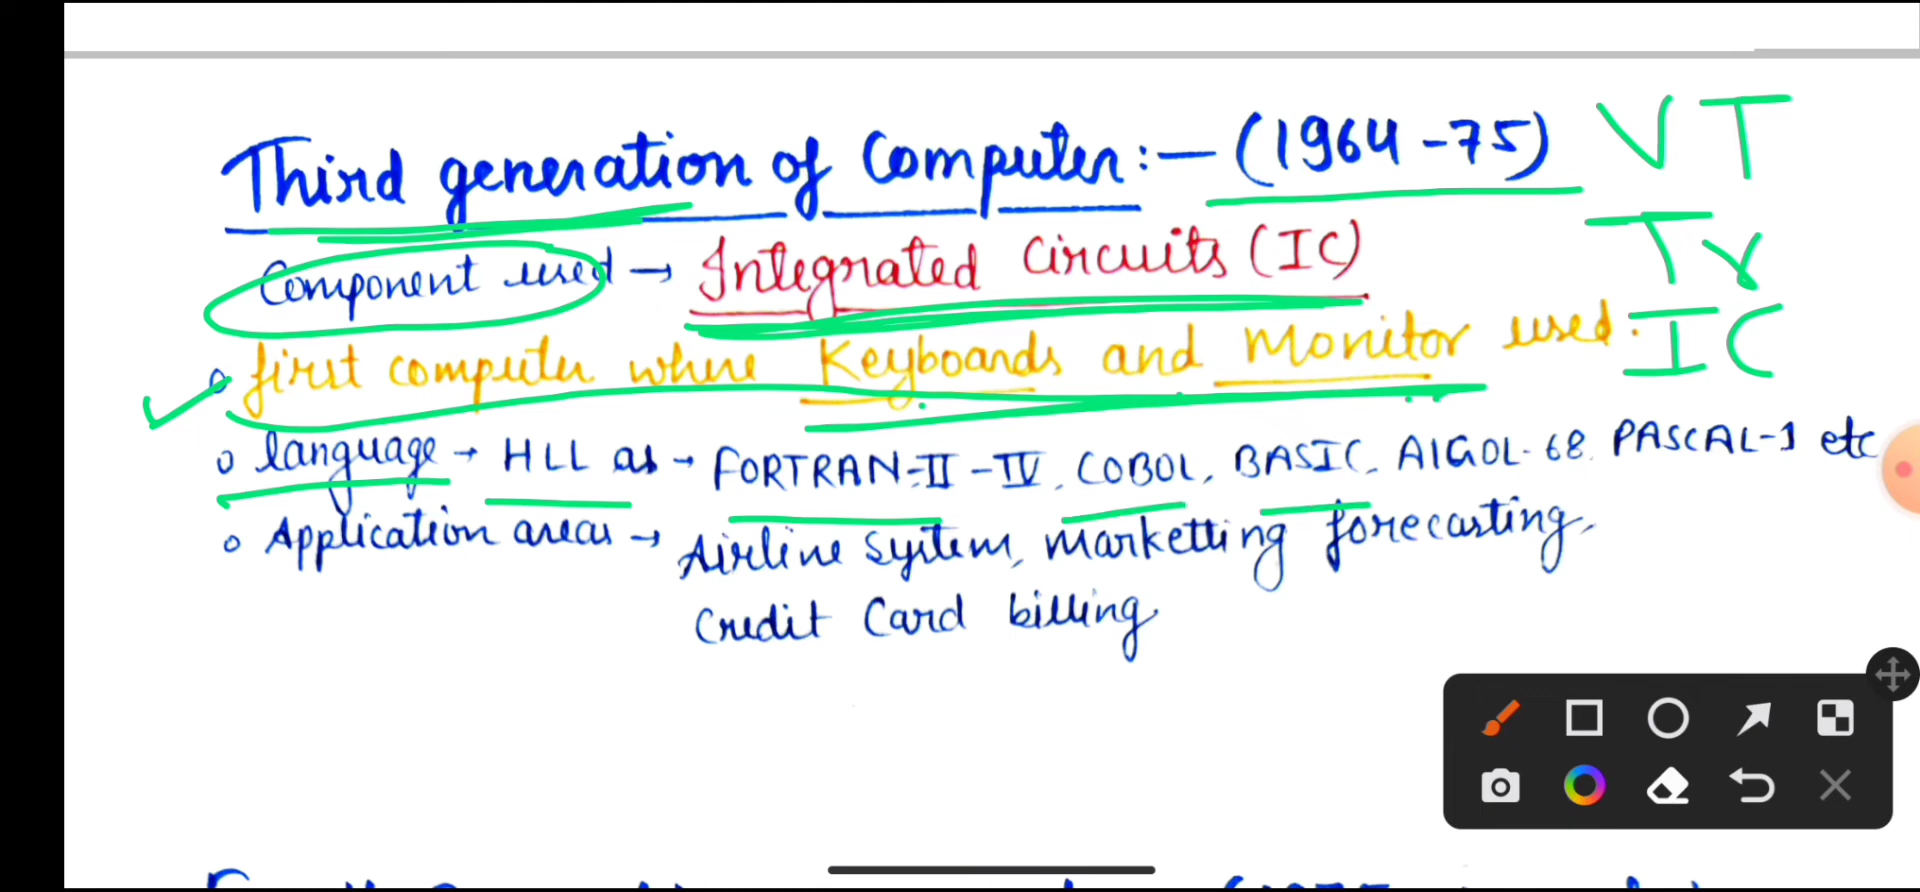 Third generation of Computer:- (1964-75) VT
Component used → Integrated Circuits (IC) Tr
first computer where Keyboards and Monitor used. IC
language → HLL as → FORTRAN-II-IV, COBOL, BASIC, AlGOL-68. PASCAL-1 etc
Application areas → Airline system, marketting forecasting,
Credit Card billing